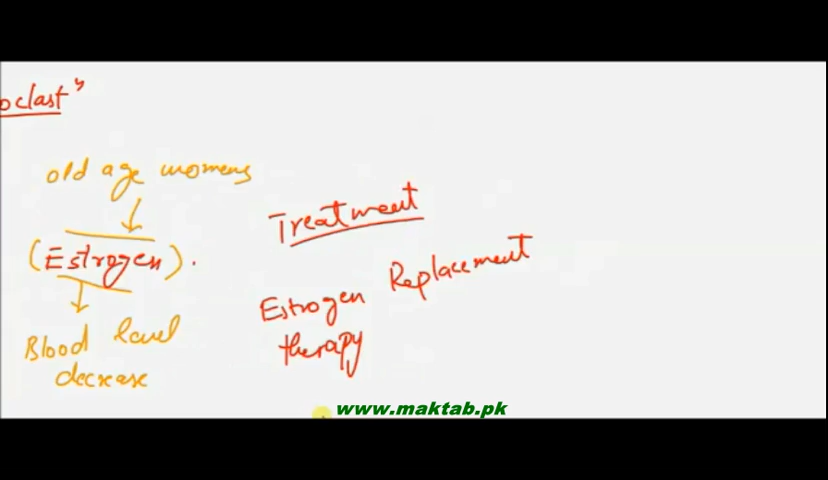 oclast"
old age womens
(Estrogen).
Blood level
decrease
Treatment
Estrogen Replacement
therapy
www.maktab.pk